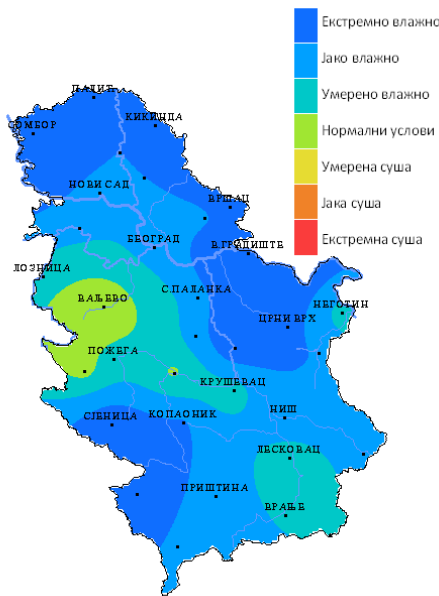 Екстремно влажно
Јако влажно
Умерено влажно
Нормални услови
Умерена суша
Јака суша
Екстремна суша
ПАЛИЋ
СОМБОР
КИКИНДА
НОВИ САД
ВРШАЦ
БЕОГРАД
В.ГРАДИШТЕ
ЛОЗНИЦА
ВАЉЕВО
С.ПАЛАНКА
НЕГОТИН
ЦРНИ ВРХ
ПОЖЕГА
КРУШЕВАЦ
СЈЕНИЦА
КОПАОНИК
НИШ
ЛЕСКОВАЦ
ПРИШТИНА
ВРАЊЕ